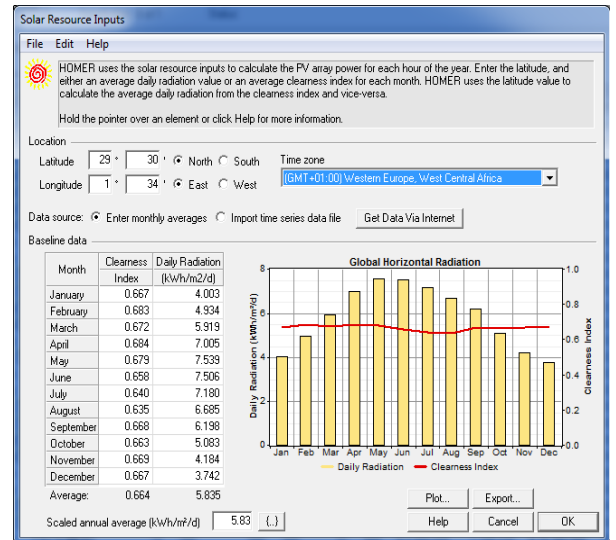 Solar Resource Inputs
File Edit Help
HOMER uses the solar resource inputs to calculate the PV array power for each hour of the year. Enter the latitude, and
either an average daily radiation value or an average clearness index for each month. HOMER uses the latitude value to
calculate the average daily radiation from the clearness index and vice-versa.
Hold the pointer over an element or click Help for more information.
Location
Latitude 29 ° 30 ' North South Time zone
Longitude 1 ° 34 ' East West (GMT+01:00) Western Europe, West Central Africa
Data source: Enter monthly averages Import time series data file Get Data Via Internet
Baseline data
Month Clearness Index Daily Radiation (kWh/m2/d)
January 0.667 4.003
February 0.683 4.934
March 0.672 5.919
April 0.684 7.005
May 0.679 7.539
June 0.658 7.506
July 0.640 7.180
August 0.635 6.685
September 0.668 6.198
October 0.663 5.083
November 0.669 4.184
December 0.667 3.742
Average: 0.664 5.835
Scaled annual average (kWh/m²/d) 5.83 {..}
Global Horizontal Radiation
Daily Radiation (kWh/m²/d)
8
6
4
2
0
Jan Feb Mar Apr May Jun Jul Aug Sep Oct Nov Dec
1.0
0.8
0.6
0.4
0.2
0.0
Clearness Index
Daily Radiation Clearness Index
Plot... Export...
Help Cancel OK